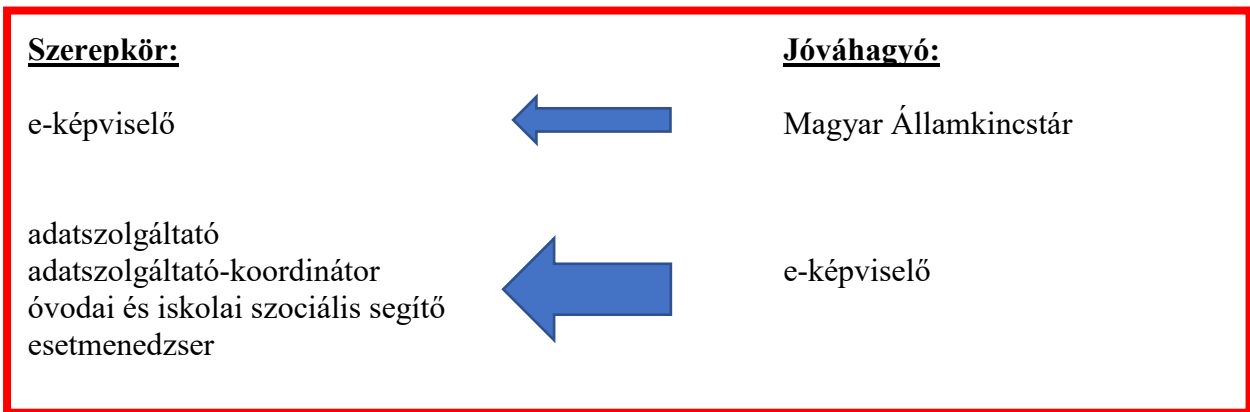 Szerepkör: Jóváhagyó:
e-képviselő Magyar Államkincstár
adatszolgáltató
adatszolgáltató-koordinátor e-képviselő
óvodai és iskolai szociális segítő
esetmenedzser